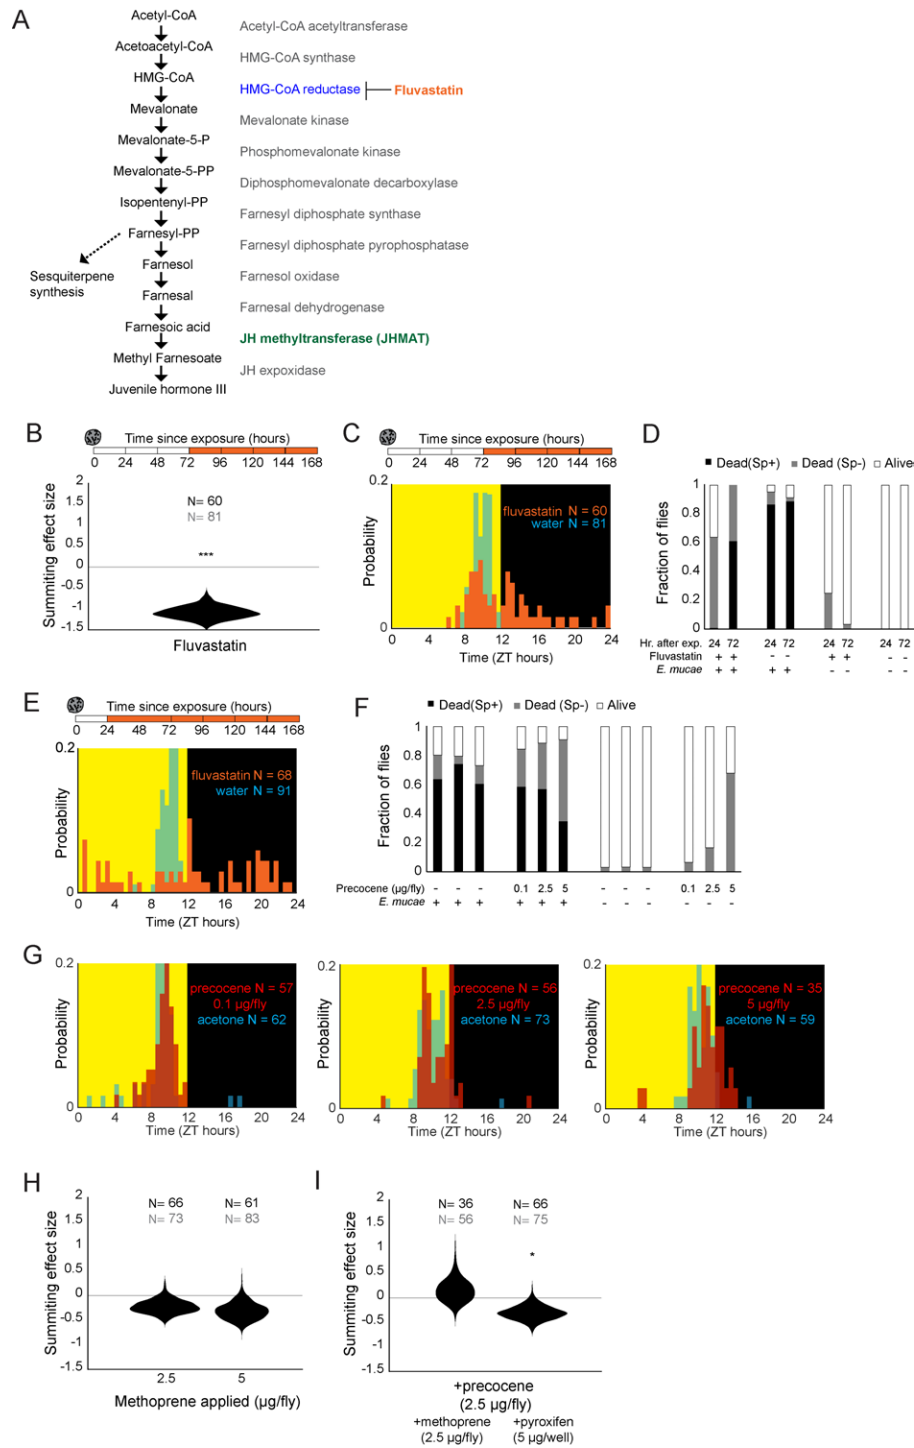 A
Acetyl-CoA
Acetyl-CoA acetyltransferase
Acetoacetyl-CoA
HMG-CoA synthase
HMG-CoA
HMG-CoA reductase
Fluvastatin
Mevalonate
Mevalonate kinase
Mevalonate-5-P
Phosphomevalonate kinase
Mevalonate-5-PP
Diphosphomevalonate decarboxylase
Isopentenyl-PP
Farnesyl diphosphate synthase
Farnesyl-PP
Farnesyl diphosphate pyrophosphatase
Sesquiterpene
synthesis
Farnesol
Farnesol oxidase
Farnesal
Farnesal dehydrogenase
Farnesoic acid
JH methyltransferase (JHMAT)
Methyl Farnesoate
JH expoxidase
Juvenile hormone III
B
Time since exposure (hours)
0 24 48 72 96 120 144 168
Summiting effect size
2
1.5
1
0.5
0
-0.5
-1
-1.5
N= 60
N= 81
***
Fluvastatin
C
Time since exposure (hours)
0 24 48 72 96 120 144 168
Probability
0.2
0
fluvastatin N = 60
water N = 81
0 4 8 12 16 20 24
Time (ZT hours)
D
Dead(Sp+) Dead (Sp-) Alive
Fraction of flies
1
0.8
0.6
0.4
0.2
0
Hr. after exp. 24 72 24 72 24 72 24 72
Fluvastatin + + - - + + - -
E. mucae + + + + - - - -
E
Time since exposure (hours)
0 24 48 72 96 120 144 168
Probability
0.2
0
fluvastatin N = 68
water N = 91
0 4 8 12 16 20 24
Time (ZT hours)
F
Dead(Sp+) Dead (Sp-) Alive
Fraction of flies
1
0.8
0.6
0.4
0.2
0
Precocene (µg/fly) - - - 0.1 2.5 5 - - - 0.1 2.5 5
E. mucae + + + + + + - - - - - -
G
Probability
0.2
0
precocene N = 57
0.1 µg/fly
acetone N = 62
0 4 8 12 16 20 24
Time (ZT hours)
Probability
0.2
0
precocene N = 56
2.5 µg/fly
acetone N = 73
0 4 8 12 16 20 24
Time (ZT hours)
Probability
0.2
0
precocene N = 35
5 µg/fly
acetone N = 59
0 4 8 12 16 20 24
Time (ZT hours)
H
Summiting effect size
2
1.5
1
0.5
0
-0.5
-1
-1.5
N= 66 N= 61
N= 73 N= 83
2.5 5
Methoprene applied (µg/fly)
I
Summiting effect size
2
1.5
1
0.5
0
-0.5
-1
-1.5
N= 36 N= 66
N= 56 N= 75
*
+precocene
(2.5 µg/fly)
+methoprene +pyroxifen
(2.5 µg/fly) (5 µg/well)